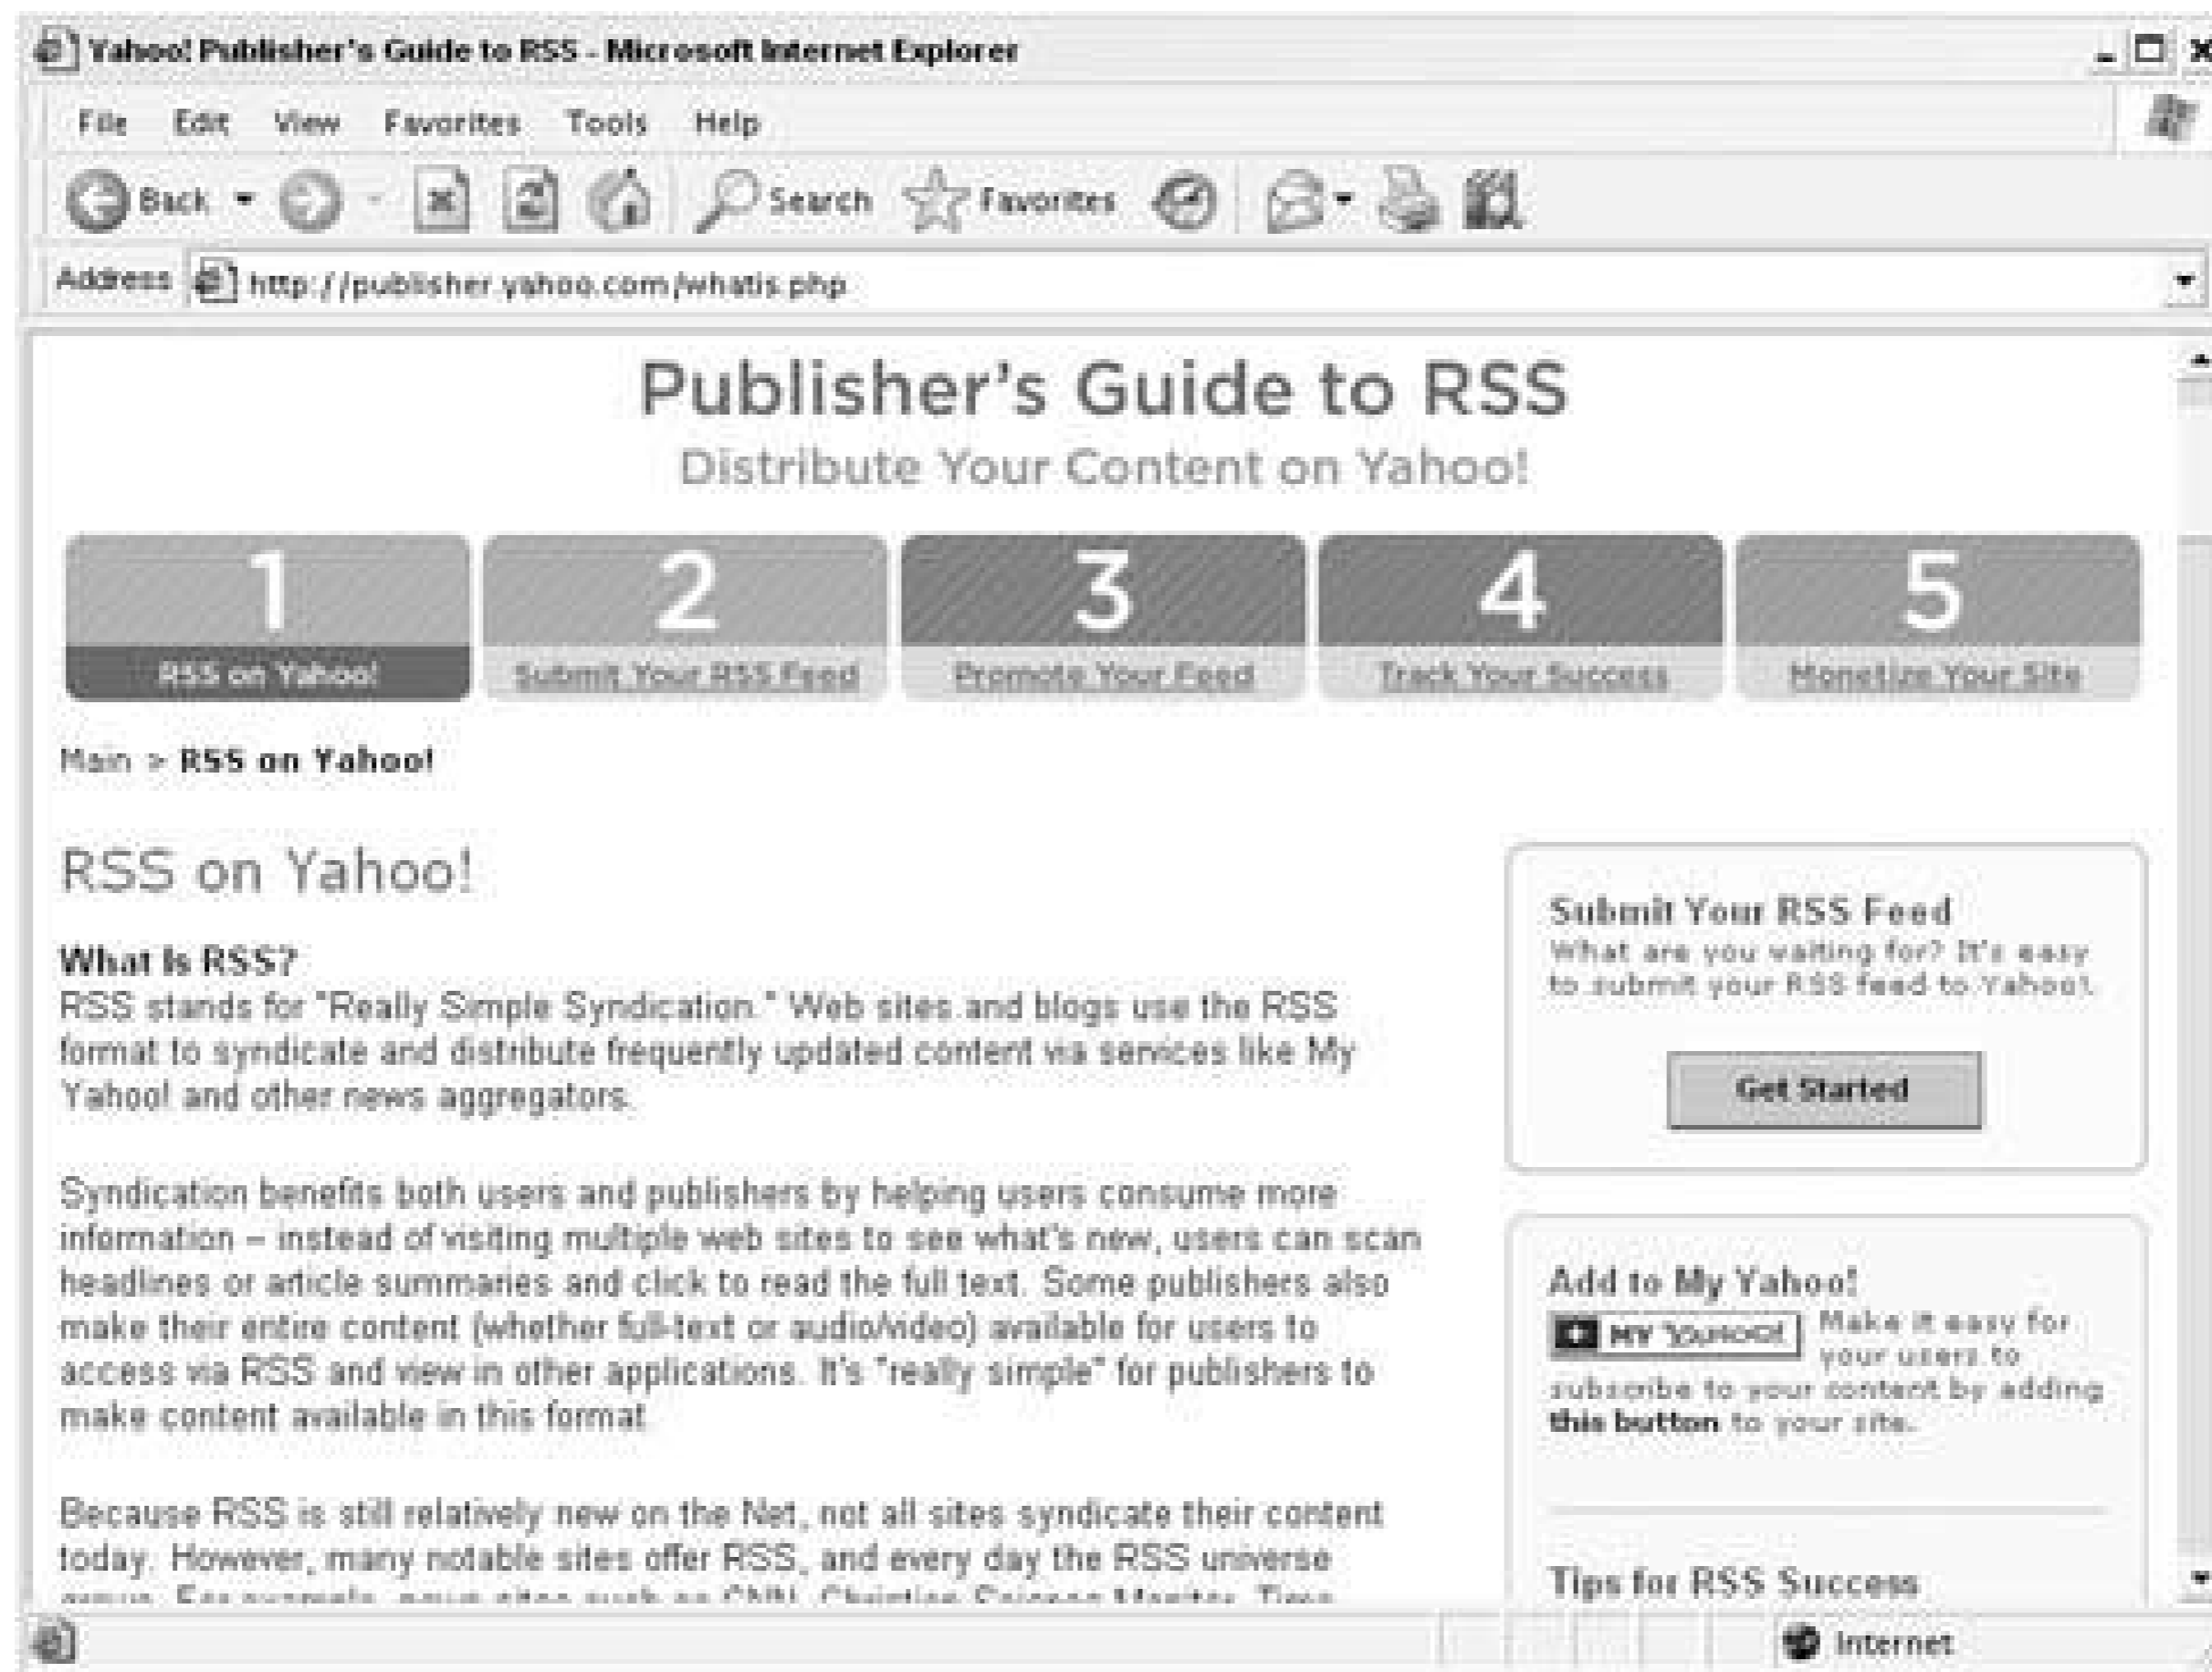 Yahoo! Publisher's Guide to RSS - Microsoft Internet Explorer
File Edit View Favorites Tools Help
Back Search Favorites
Address http://publisher.yahoo.com/whatis.php
Publisher's Guide to RSS
Distribute Your Content on Yahoo!
1 2 3 4 5
RSS on Yahoo! Submit Your RSS Feed Promote Your Feed Track Your Success Monetize Your Site
Main > RSS on Yahoo!
RSS on Yahoo!
What Is RSS?
RSS stands for "Really Simple Syndication." Web sites and blogs use the RSS
format to syndicate and distribute frequently updated content via services like My
Yahoo! and other news aggregators.
Syndication benefits both users and publishers by helping users consume more
information – instead of visiting multiple web sites to see what's new, users can scan
headlines or article summaries and click to read the full text. Some publishers also
make their entire content (whether full-text or audio/video) available for users to
access via RSS and view in other applications. It's "really simple" for publishers to
make content available in this format.
Because RSS is still relatively new on the Net, not all sites syndicate their content
today. However, many notable sites offer RSS, and every day the RSS universe
grows. For example, news sites such as CNN, Christian Science Monitor, Time,
Submit Your RSS Feed
What are you waiting for? It's easy
to submit your RSS feed to Yahoo!.
Get Started
Add to My Yahoo!
+ MY YAHOO! Make it easy for
your users to
subscribe to your content by adding
this button to your site.
Tips for RSS Success
Internet